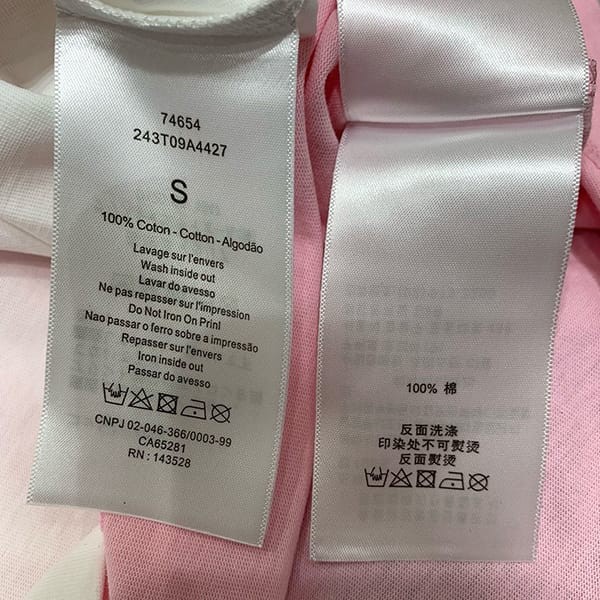 74654
243T09A4427
S
100% Coton - Cotton - Algodão
Lavage sur l'envers
Wash inside out
Lavar do avesso
Ne pas repasser sur l'impression
Do Not Iron On Print
Nao passar o ferro sobre a impressão
Repasser sur l'envers
Iron inside out
Passar do avesso
CNPJ 02-046-366/0003-99
CA65281
RN : 143528
100% 棉
反面洗涤
印染处不可熨烫
反面熨烫